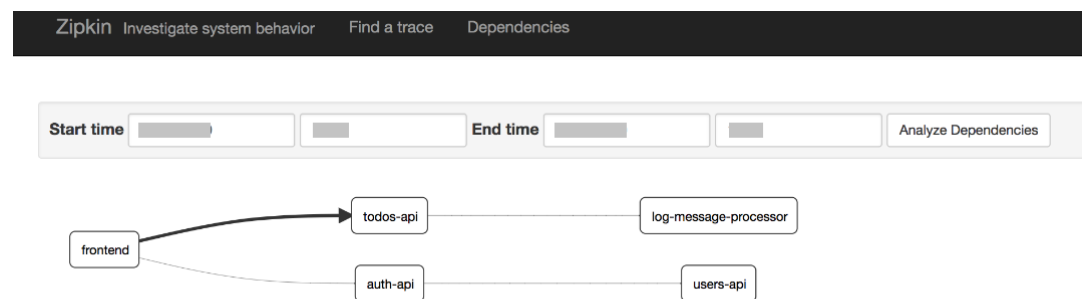 Zipkin Investigate system behavior Find a trace Dependencies
Start time End time Analyze Dependencies
todos-api log-message-processor
frontend
auth-api users-api